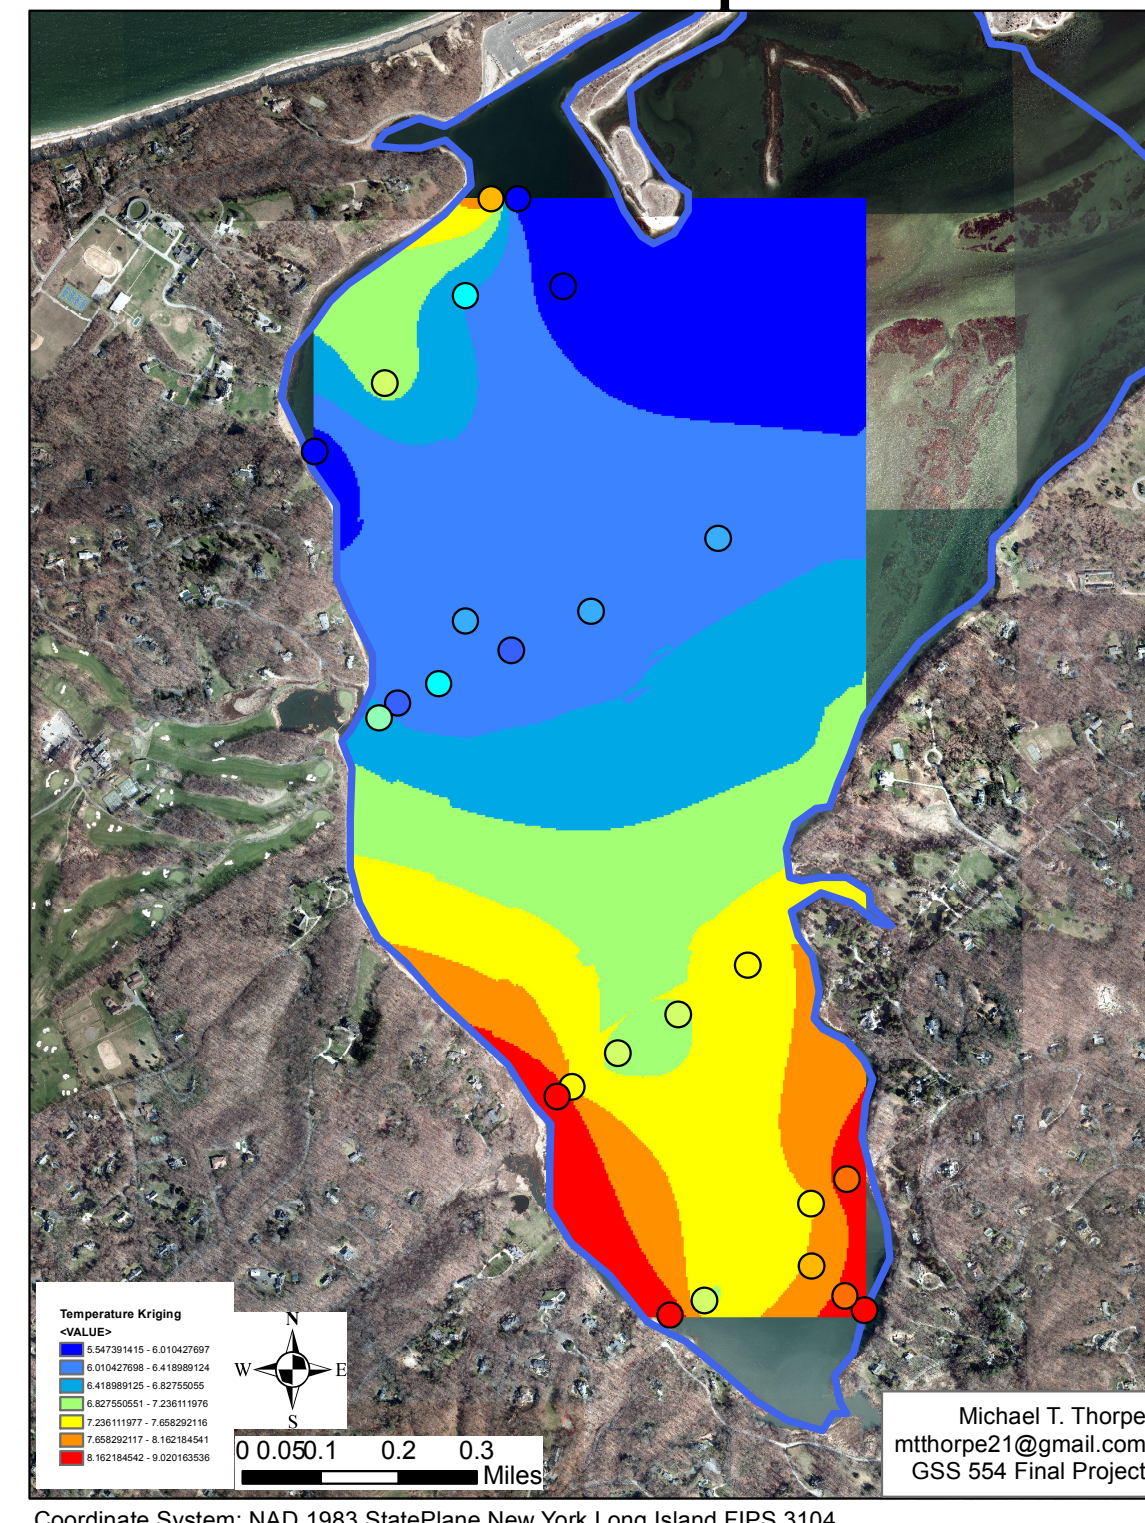 Temperature Kriging
<VALUE>
5.547391415 - 6.010427697
6.010427698 - 6.418989124
6.418989125 - 6.82755055
6.827550551 - 7.236111976
7.236111977 - 7.658292116
7.658292117 - 8.162184541
8.162184542 - 9.020163536
N
W E
S
0 0.05 0.1 0.2 0.3
Miles
Michael T. Thorpe
mtthorpe21@gmail.com
GSS 554 Final Project
Coordinate System: NAD 1983 StatePlane New York Long Island FIPS 3104